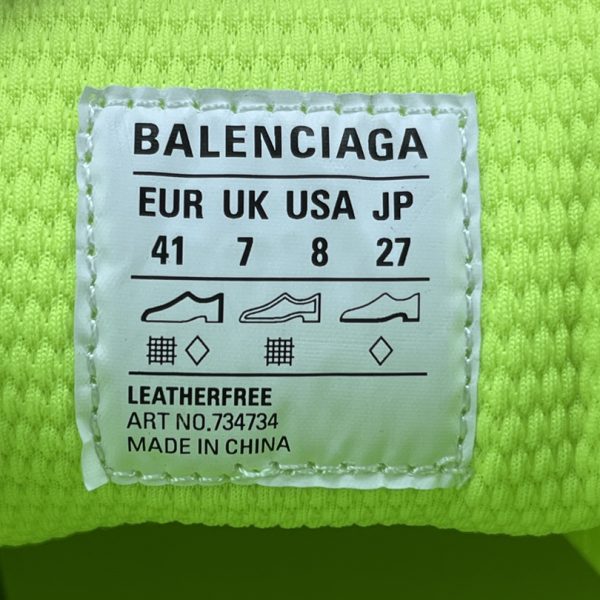 BALENCIAGA
EUR UK USA JP
41 7 8 27
LEATHERFREE
ART NO.734734
MADE IN CHINA